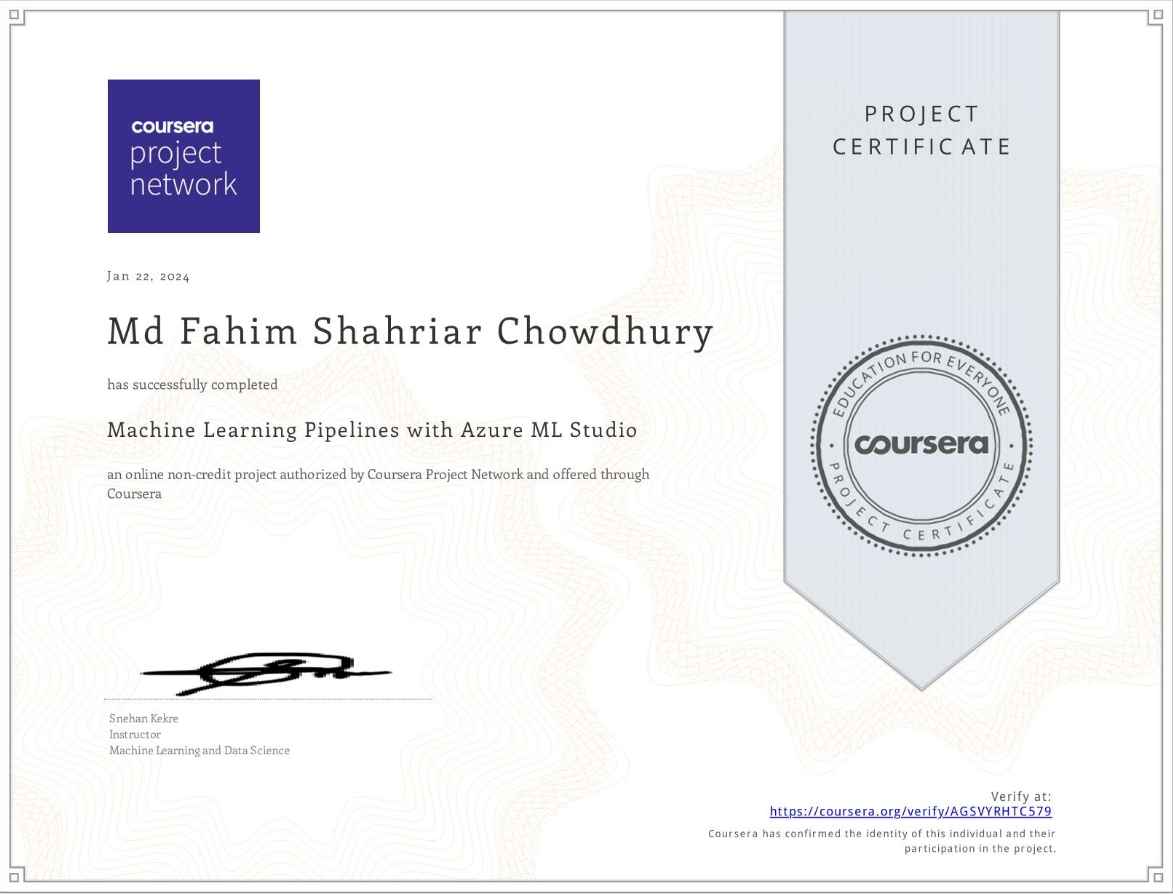 coursera
project
network
PROJECT
CERTIFICATE
Jan 22, 2024
Md Fahim Shahriar Chowdhury
has successfully completed
Machine Learning Pipelines with Azure ML Studio
an online non-credit project authorized by Coursera Project Network and offered through
Coursera
EDUCATION FOR EVERYONE
coursera
PROJECT CERTIFICATE
Snehan Kekre
Instructor
Machine Learning and Data Science
Verify at:
https://coursera.org/verify/AGSVYRHTC579
Coursera has confirmed the identity of this individual and their
participation in the project.